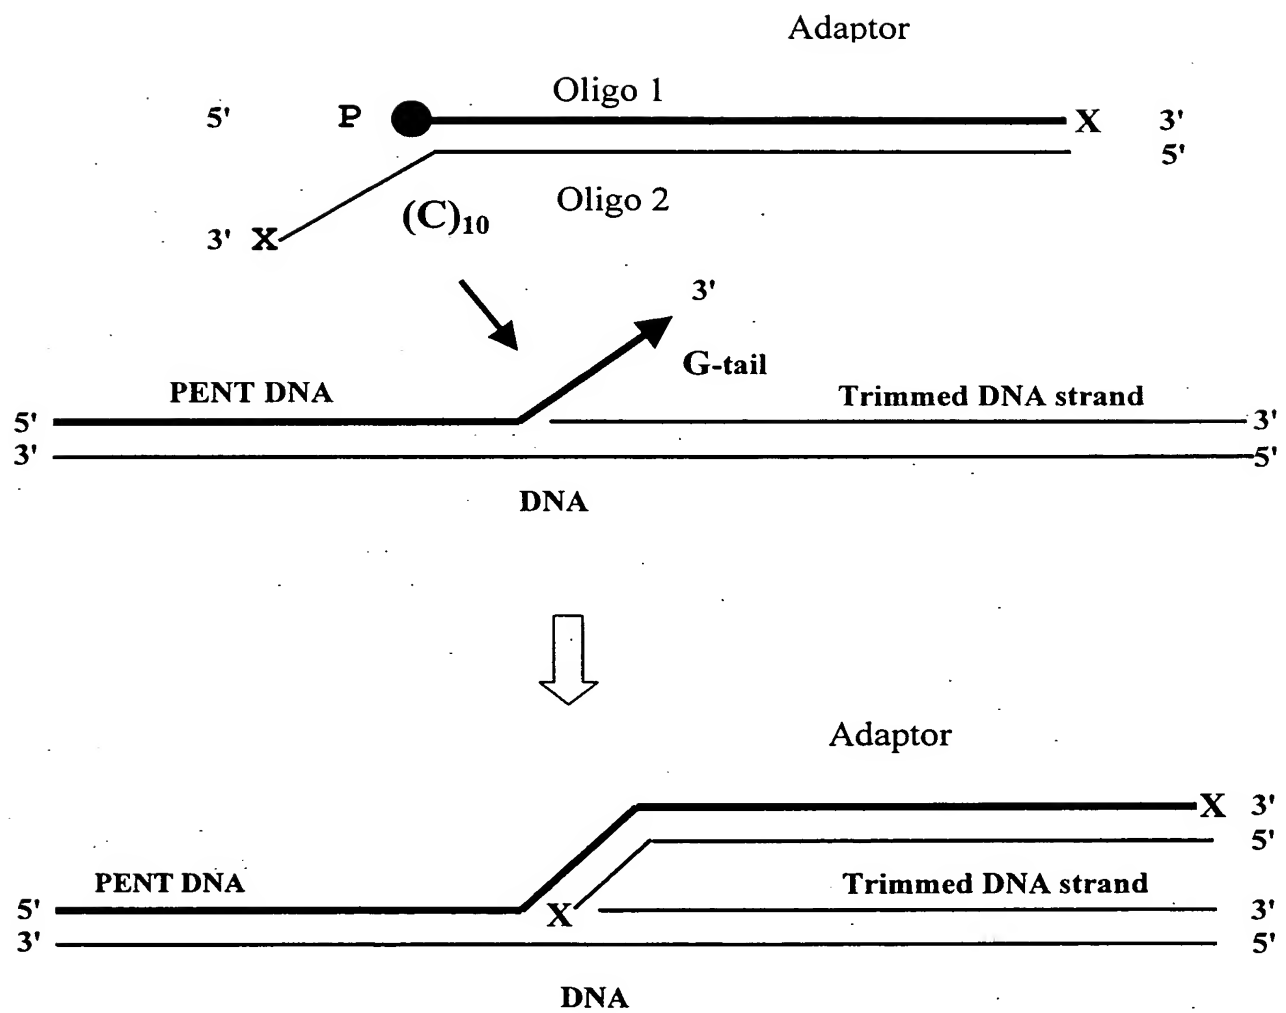 Adaptor
Oligo 1
5' P X 3'
5'
Oligo 2
(C)10
3' X
3'
G-tail
PENT DNA Trimmed DNA strand
5' 3'
3' 5'
DNA
Adaptor
X 3'
5'
PENT DNA Trimmed DNA strand
5' X 3'
3' 5'
DNA